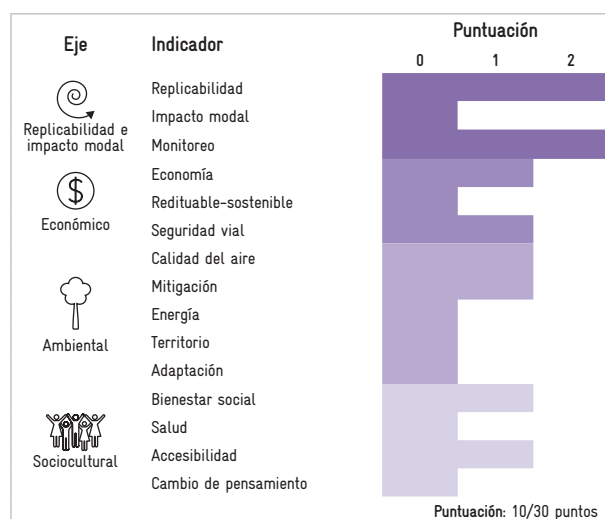 Eje
Indicador
Puntuación
0 1 2
Replicabilidad e
impacto modal
Replicabilidad
Impacto modal
Monitoreo
$
Económico
Economía
Redituable-sostenible
Seguridad vial
Ambiental
Calidad del aire
Mitigación
Energía
Territorio
Adaptación
Sociocultural
Bienestar social
Salud
Accesibilidad
Cambio de pensamiento
Puntuación: 10/30 puntos